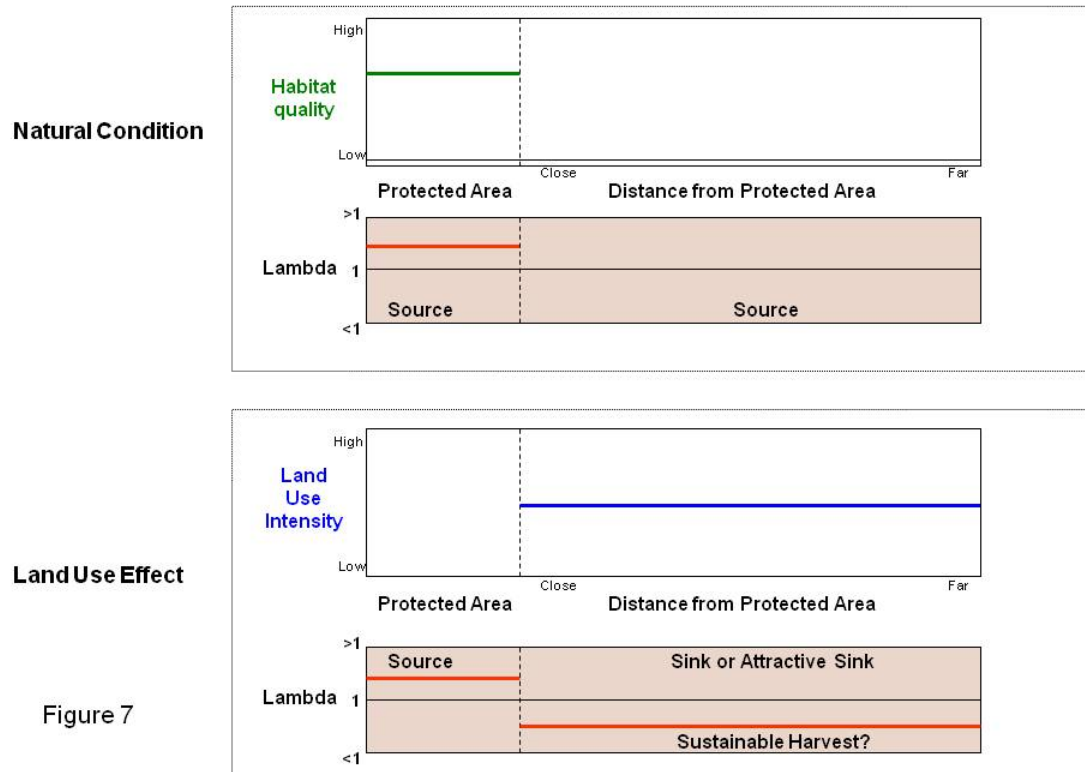 Natural Condition
High
Habitat
quality
Low
Close
Far
Protected Area
Distance from Protected Area
>1
Lambda
1
Source
Source
<1
Land Use Effect
High
Land
Use
Intensity
Low
Close
Far
Protected Area
Distance from Protected Area
>1
Source
Sink or Attractive Sink
Lambda
1
Figure 7
Sustainable Harvest?
<1